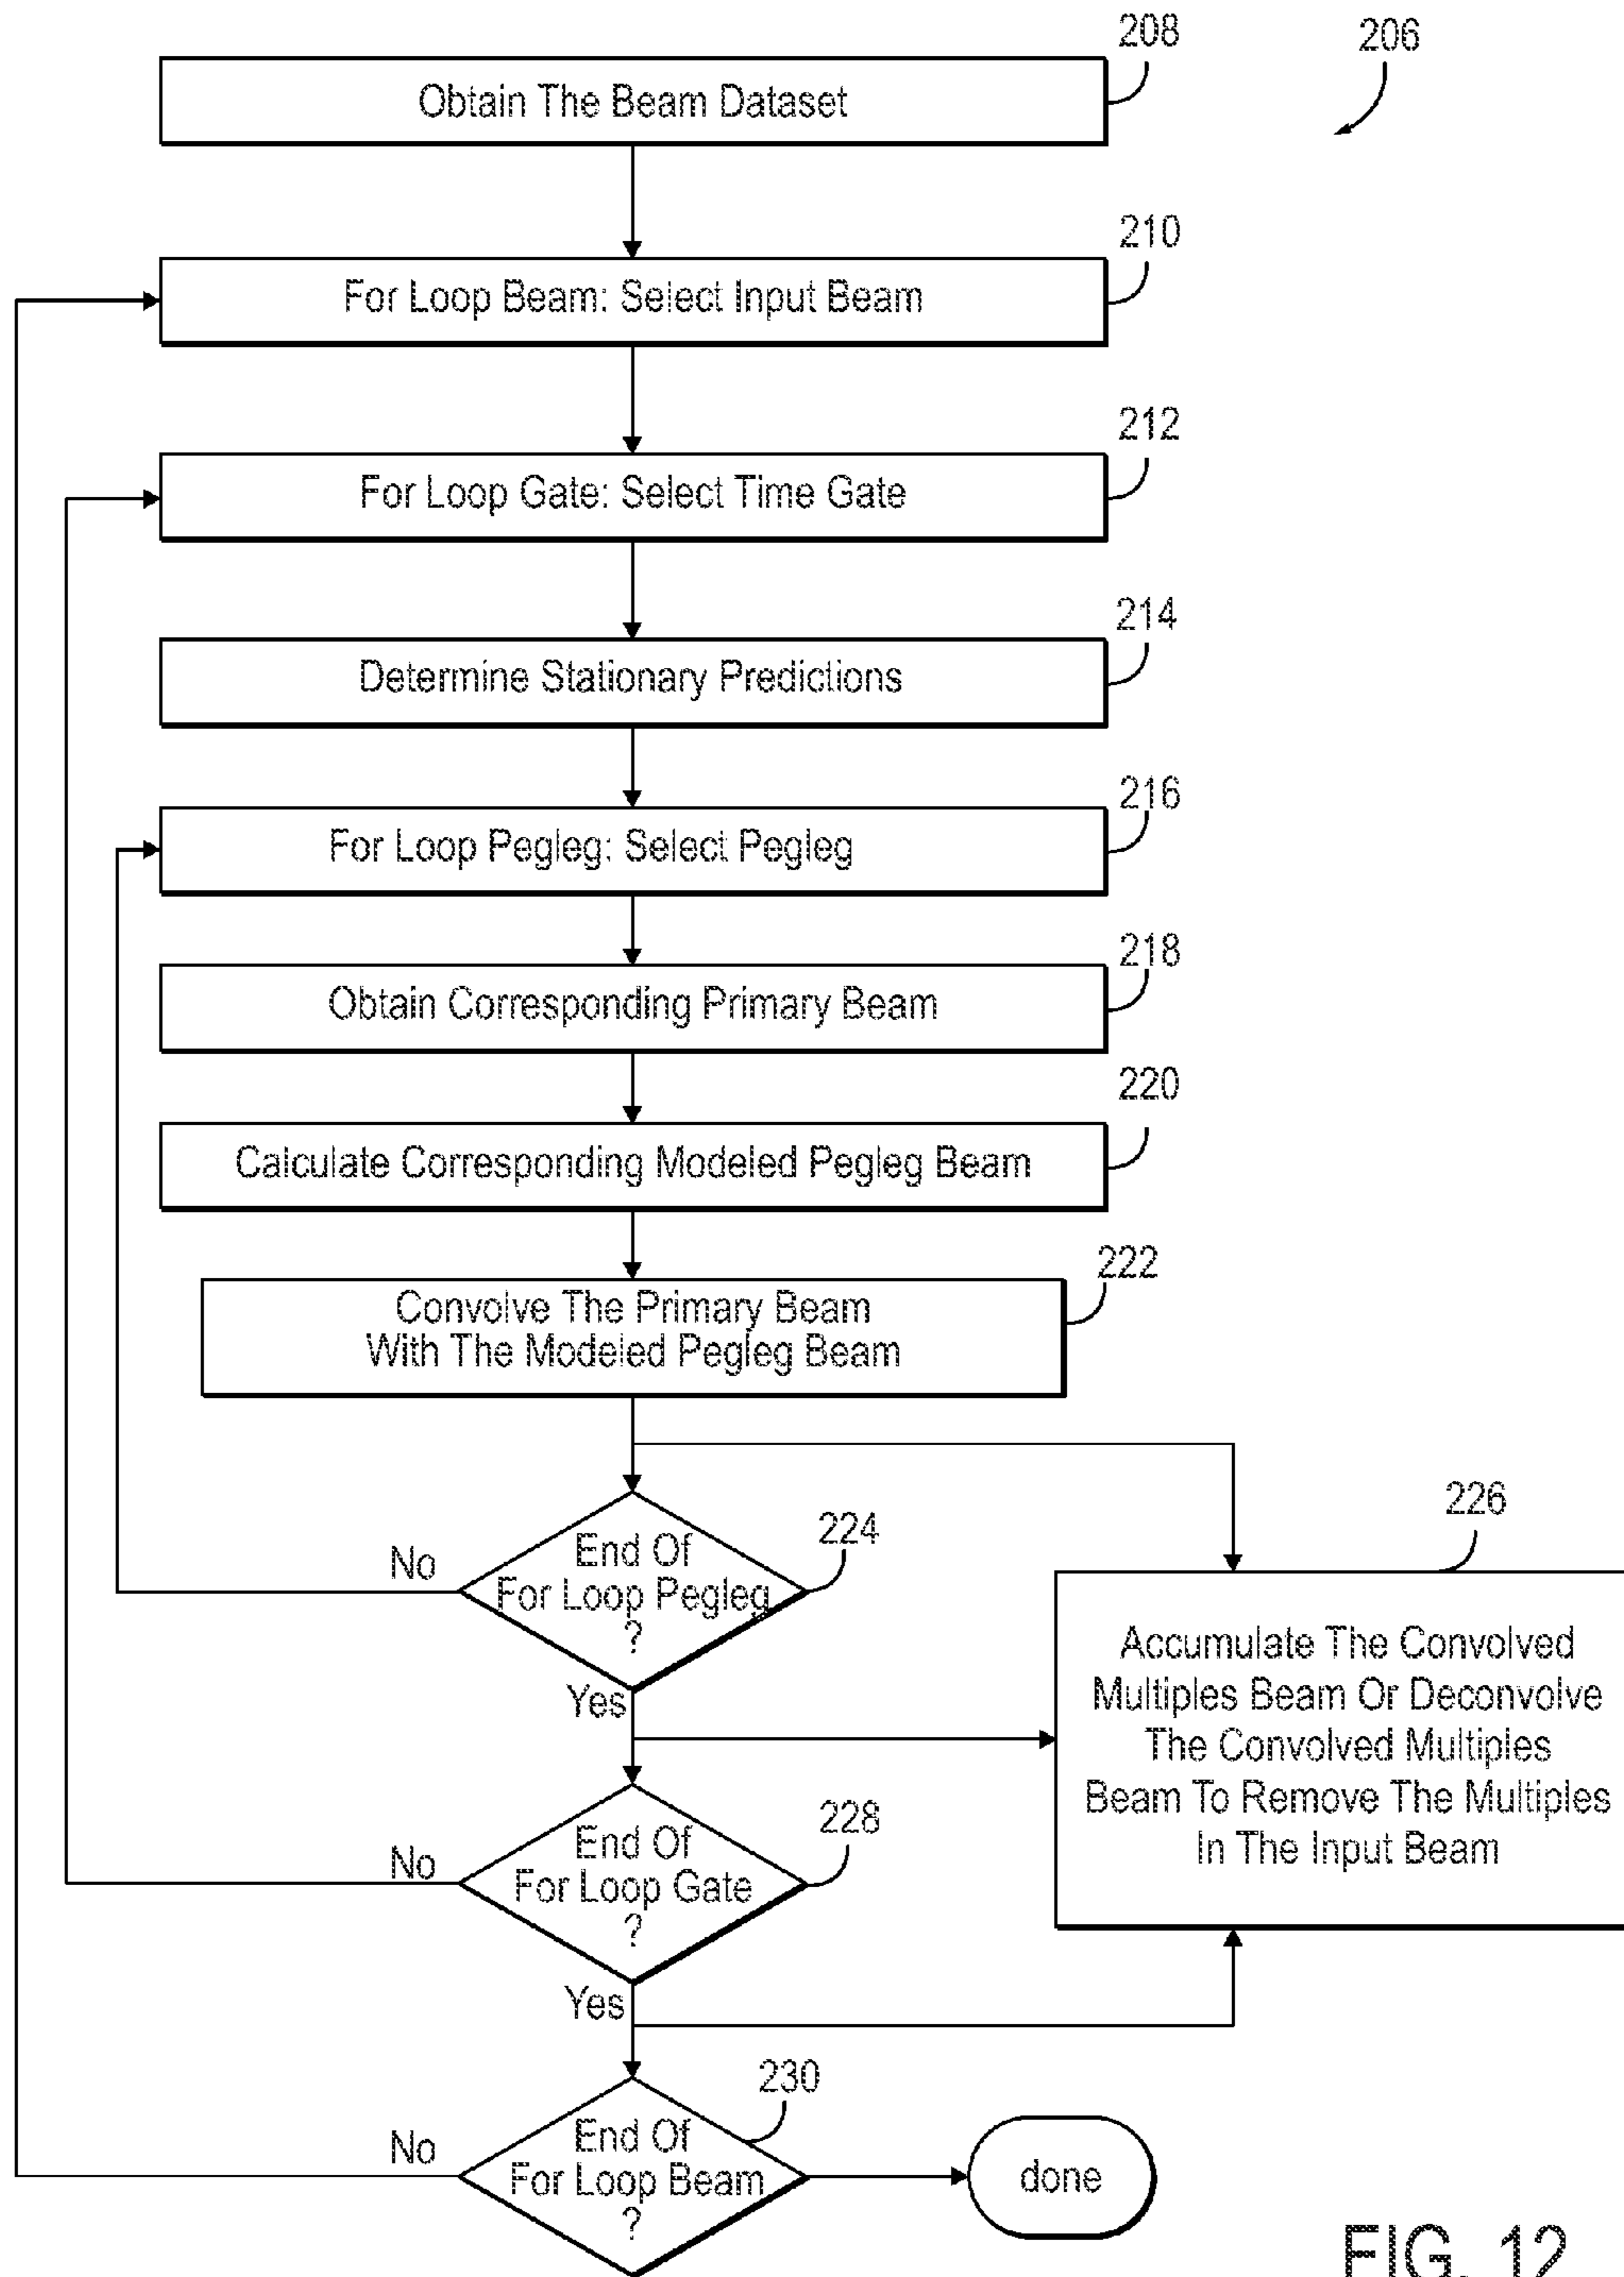 208
206
Obtain The Beam Dataset
210
For Loop Beam: Select Input Beam
212
For Loop Gate: Select Time Gate
214
Determine Stationary Predictions
216
For Loop Pegleg: Select Pegleg
218
Obtain Corresponding Primary Beam
220
Calculate Corresponding Modeled Pegleg Beam
222
Convolve The Primary Beam
With The Modeled Pegleg Beam
224
226
No
End Of
For Loop Pegleg
?
Yes
Accumulate The Convolved
Multiples Beam Or Deconvolve
The Convolved Multiples
Beam To Remove The Multiples
In The Input Beam
228
No
End Of
For Loop Gate
?
Yes
230
No
End Of
For Loop Beam
?
done
FIG. 12